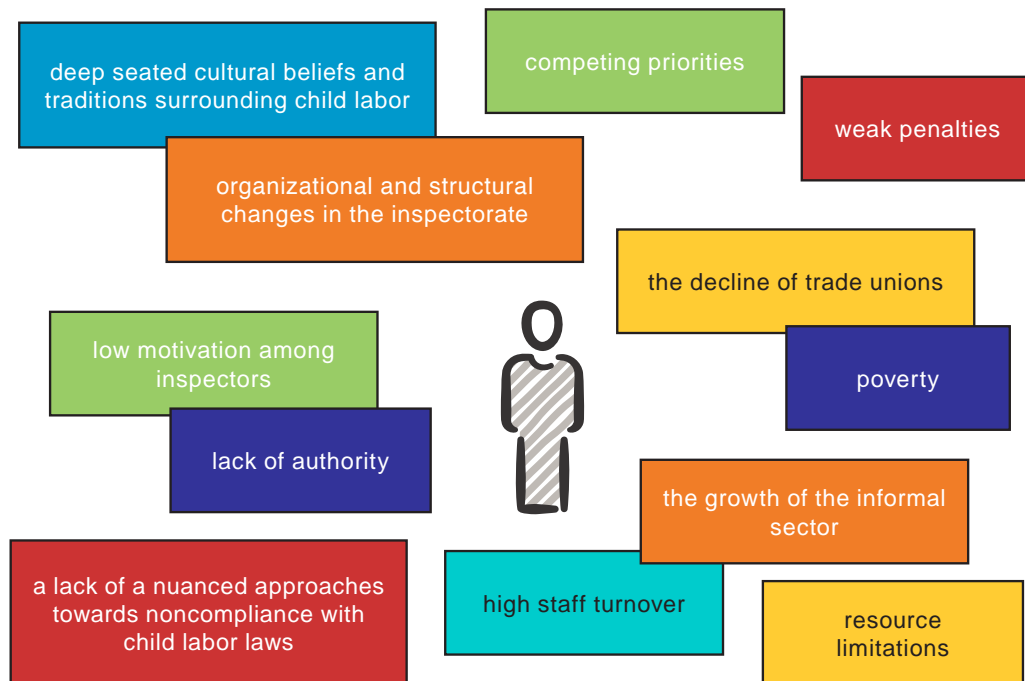 deep seated cultural beliefs and
traditions surrounding child labor
competing priorities
weak penalties
organizational and structural
changes in the inspectorate
the decline of trade unions
low motivation among
inspectors
poverty
lack of authority
the growth of the informal
sector
a lack of a nuanced approaches
towards noncompliance with
child labor laws
high staff turnover
resource
limitations